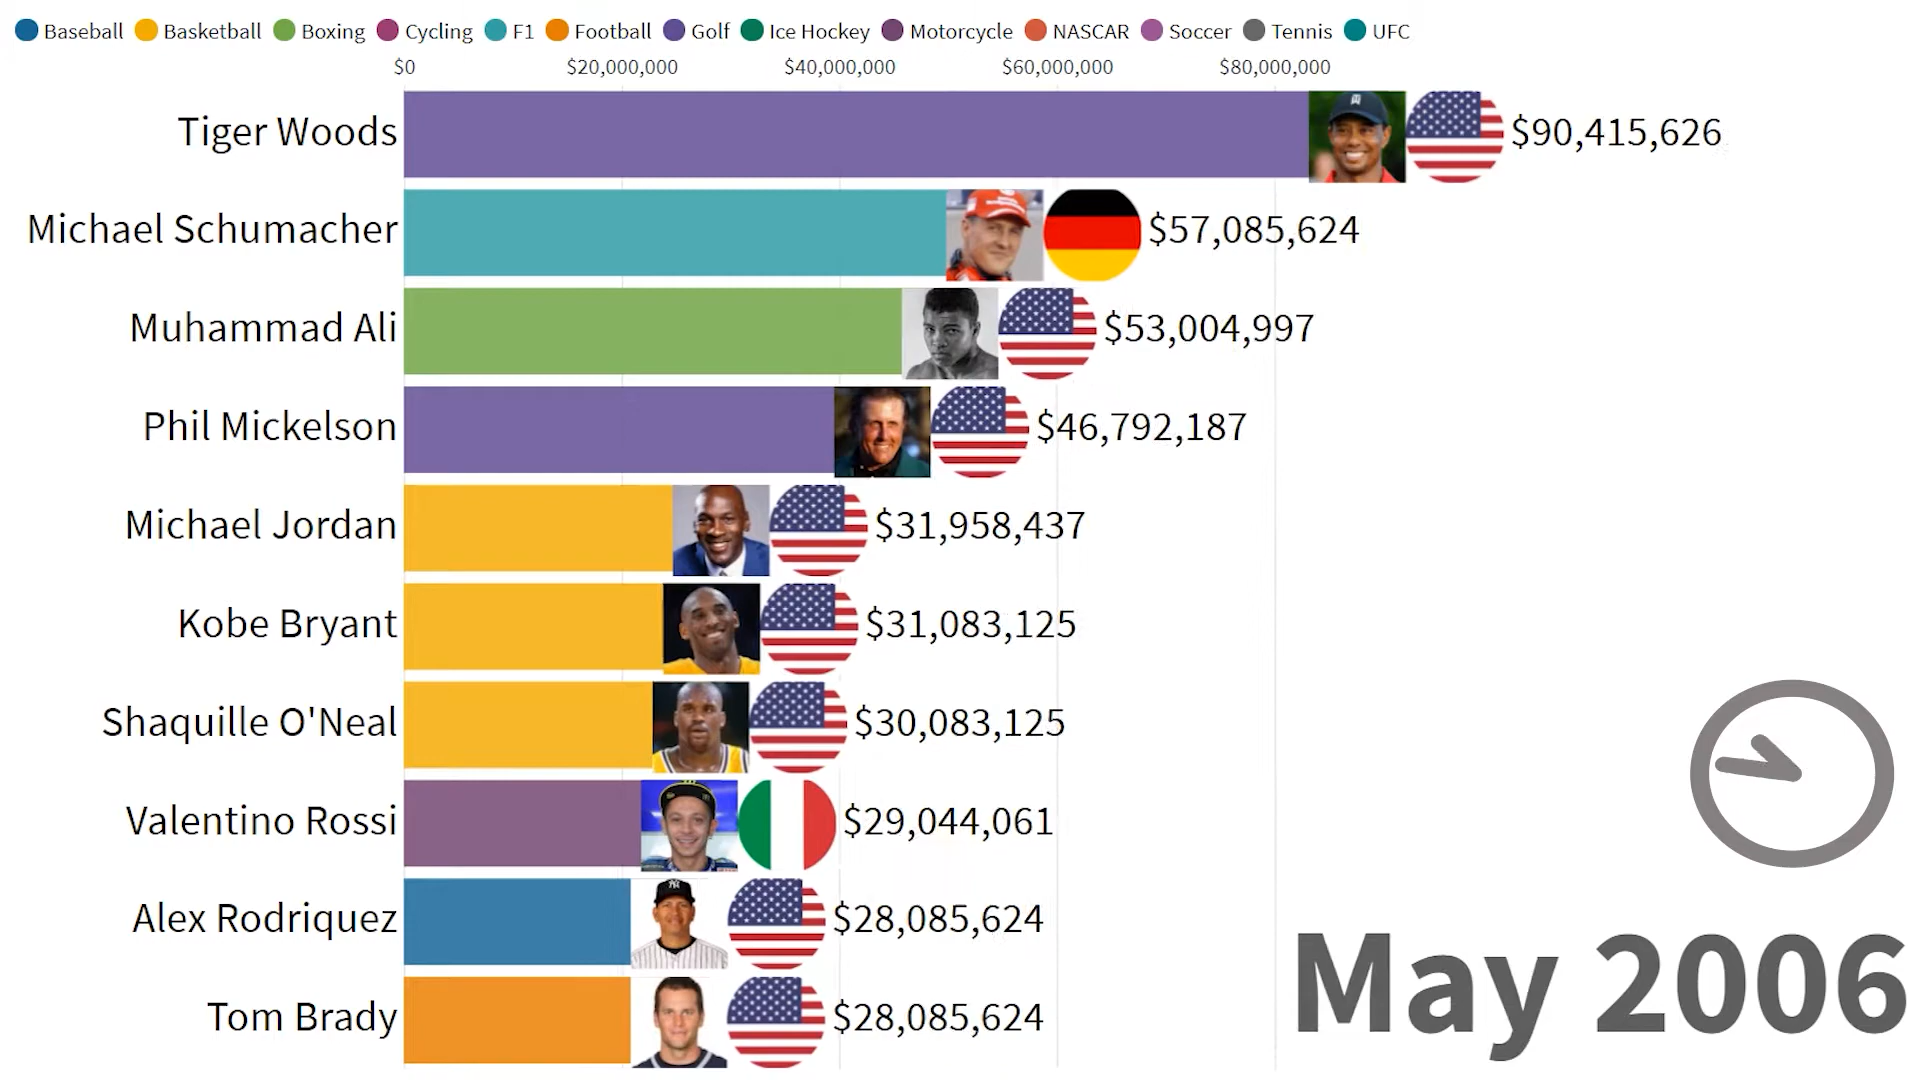 Baseball Basketball Boxing Cycling F1 Football Golf Ice Hockey Motorcycle NASCAR Soccer Tennis UFC
$0 $20,000,000 $40,000,000 $60,000,000 $80,000,000
Tiger Woods $90,415,626
Michael Schumacher $57,085,624
Muhammad Ali $53,004,997
Phil Mickelson $46,792,187
Michael Jordan $31,958,437
Kobe Bryant $31,083,125
Shaquille O'Neal $30,083,125
Valentino Rossi $29,044,061
Alex Rodriquez $28,085,624
Tom Brady $28,085,624
May 2006